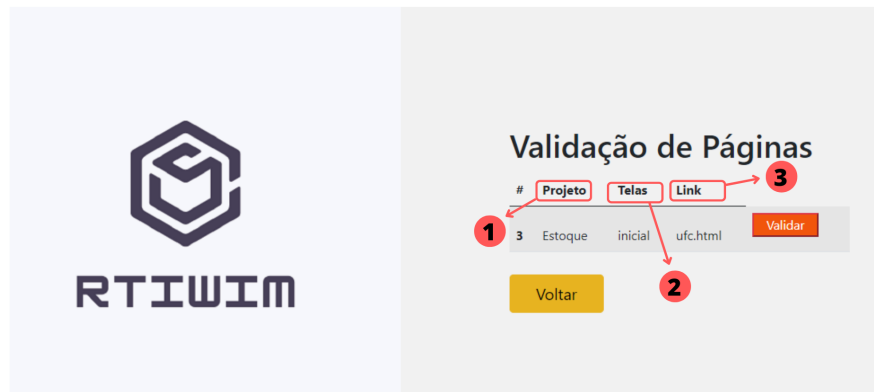 RTIWIM
Validação de Páginas
3
# Projeto Telas Link
1
3 Estoque inicial ufc.html Validar
2
Voltar